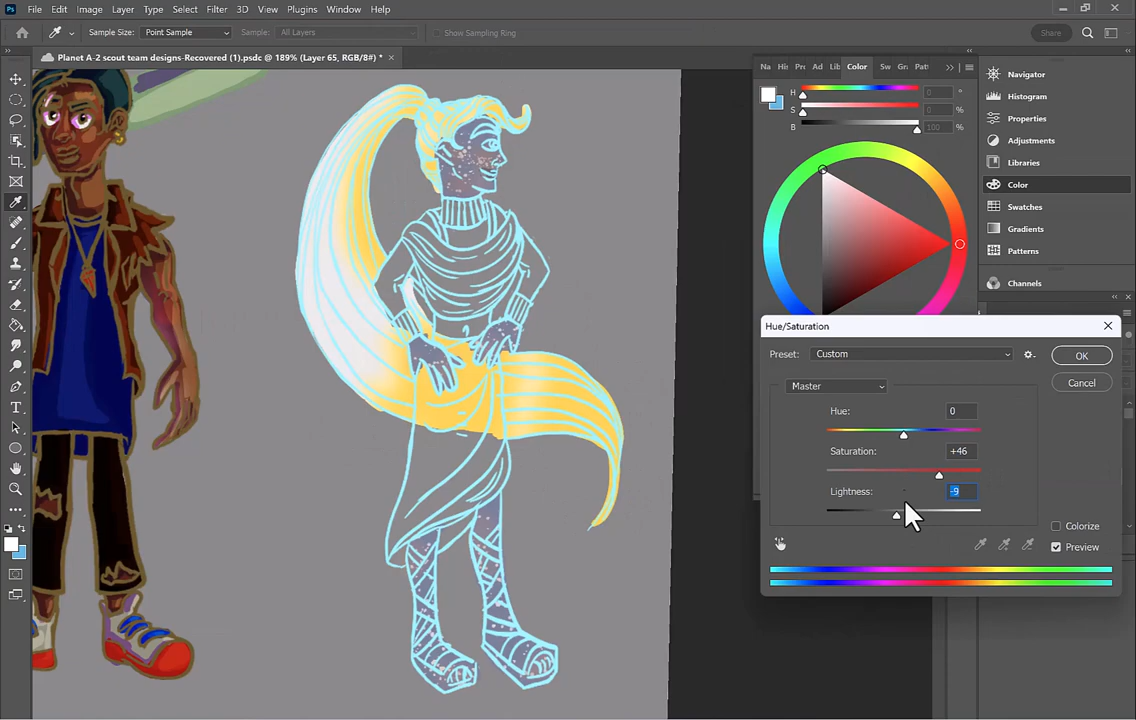 Ps File Edit Image Layer Type Select Filter 3D View Plugins Window Help
Sample Size: Point Sample Sample: All Layers Show Sampling Ring Share
Planet A-2 scout team designs-Recovered (1).psdc @ 189% (Layer 65, RGB/8#) *
Na Hi Pr Ad Lib Color Sw Gr Pat
H 0 °
S 0 %
B 100 %
Navigator
Histogram
Properties
Adjustments
Libraries
Color
Swatches
Gradients
Patterns
Channels
Hue/Saturation
Preset: Custom OK
Cancel
Master
Hue: 0
Saturation: +46
Lightness: -9
Colorize
Preview